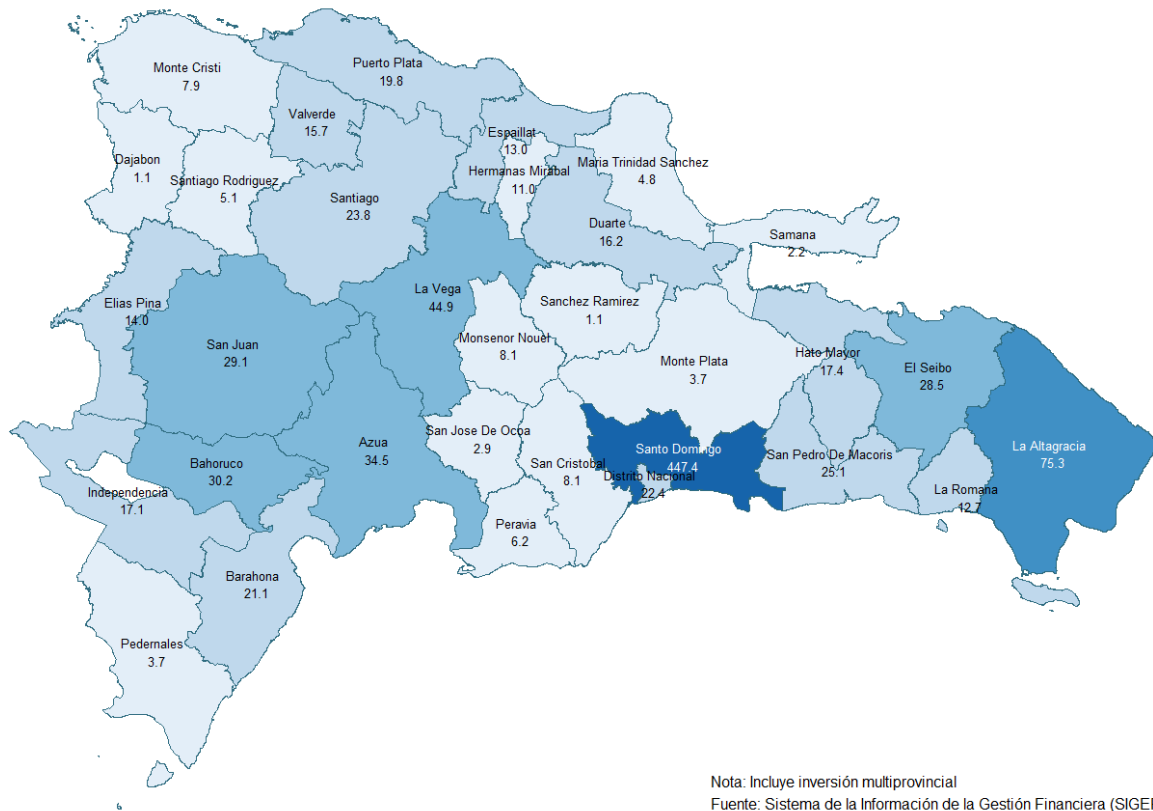 Monte Cristi
7.9
Puerto Plata
19.8
Valverde
15.7
Espaillat
13.0
Dajabon
1.1
Santiago Rodriguez
5.1
Hermanas Mirabal
11.0
Maria Trinidad Sanchez
4.8
Santiago
23.8
Duarte
16.2
Samana
2.2
Elias Pina
14.0
La Vega
44.9
Sanchez Ramirez
1.1
San Juan
29.1
Monsenor Nouel
8.1
Monte Plata
3.7
Hato Mayor
17.4
El Seibo
28.5
San Jose De Ocoa
2.9
Azua
34.5
Santo Domingo
447.4
La Altagracia
75.3
Bahoruco
30.2
San Cristobal
8.1
San Pedro De Macoris
25.1
Distrito Nacional
22.4
Independencia
17.1
La Romana
12.7
Peravia
6.2
Barahona
21.1
Pedernales
3.7
Nota: Incluye inversión multiprovincial
Fuente: Sistema de la Información de la Gestión Financiera